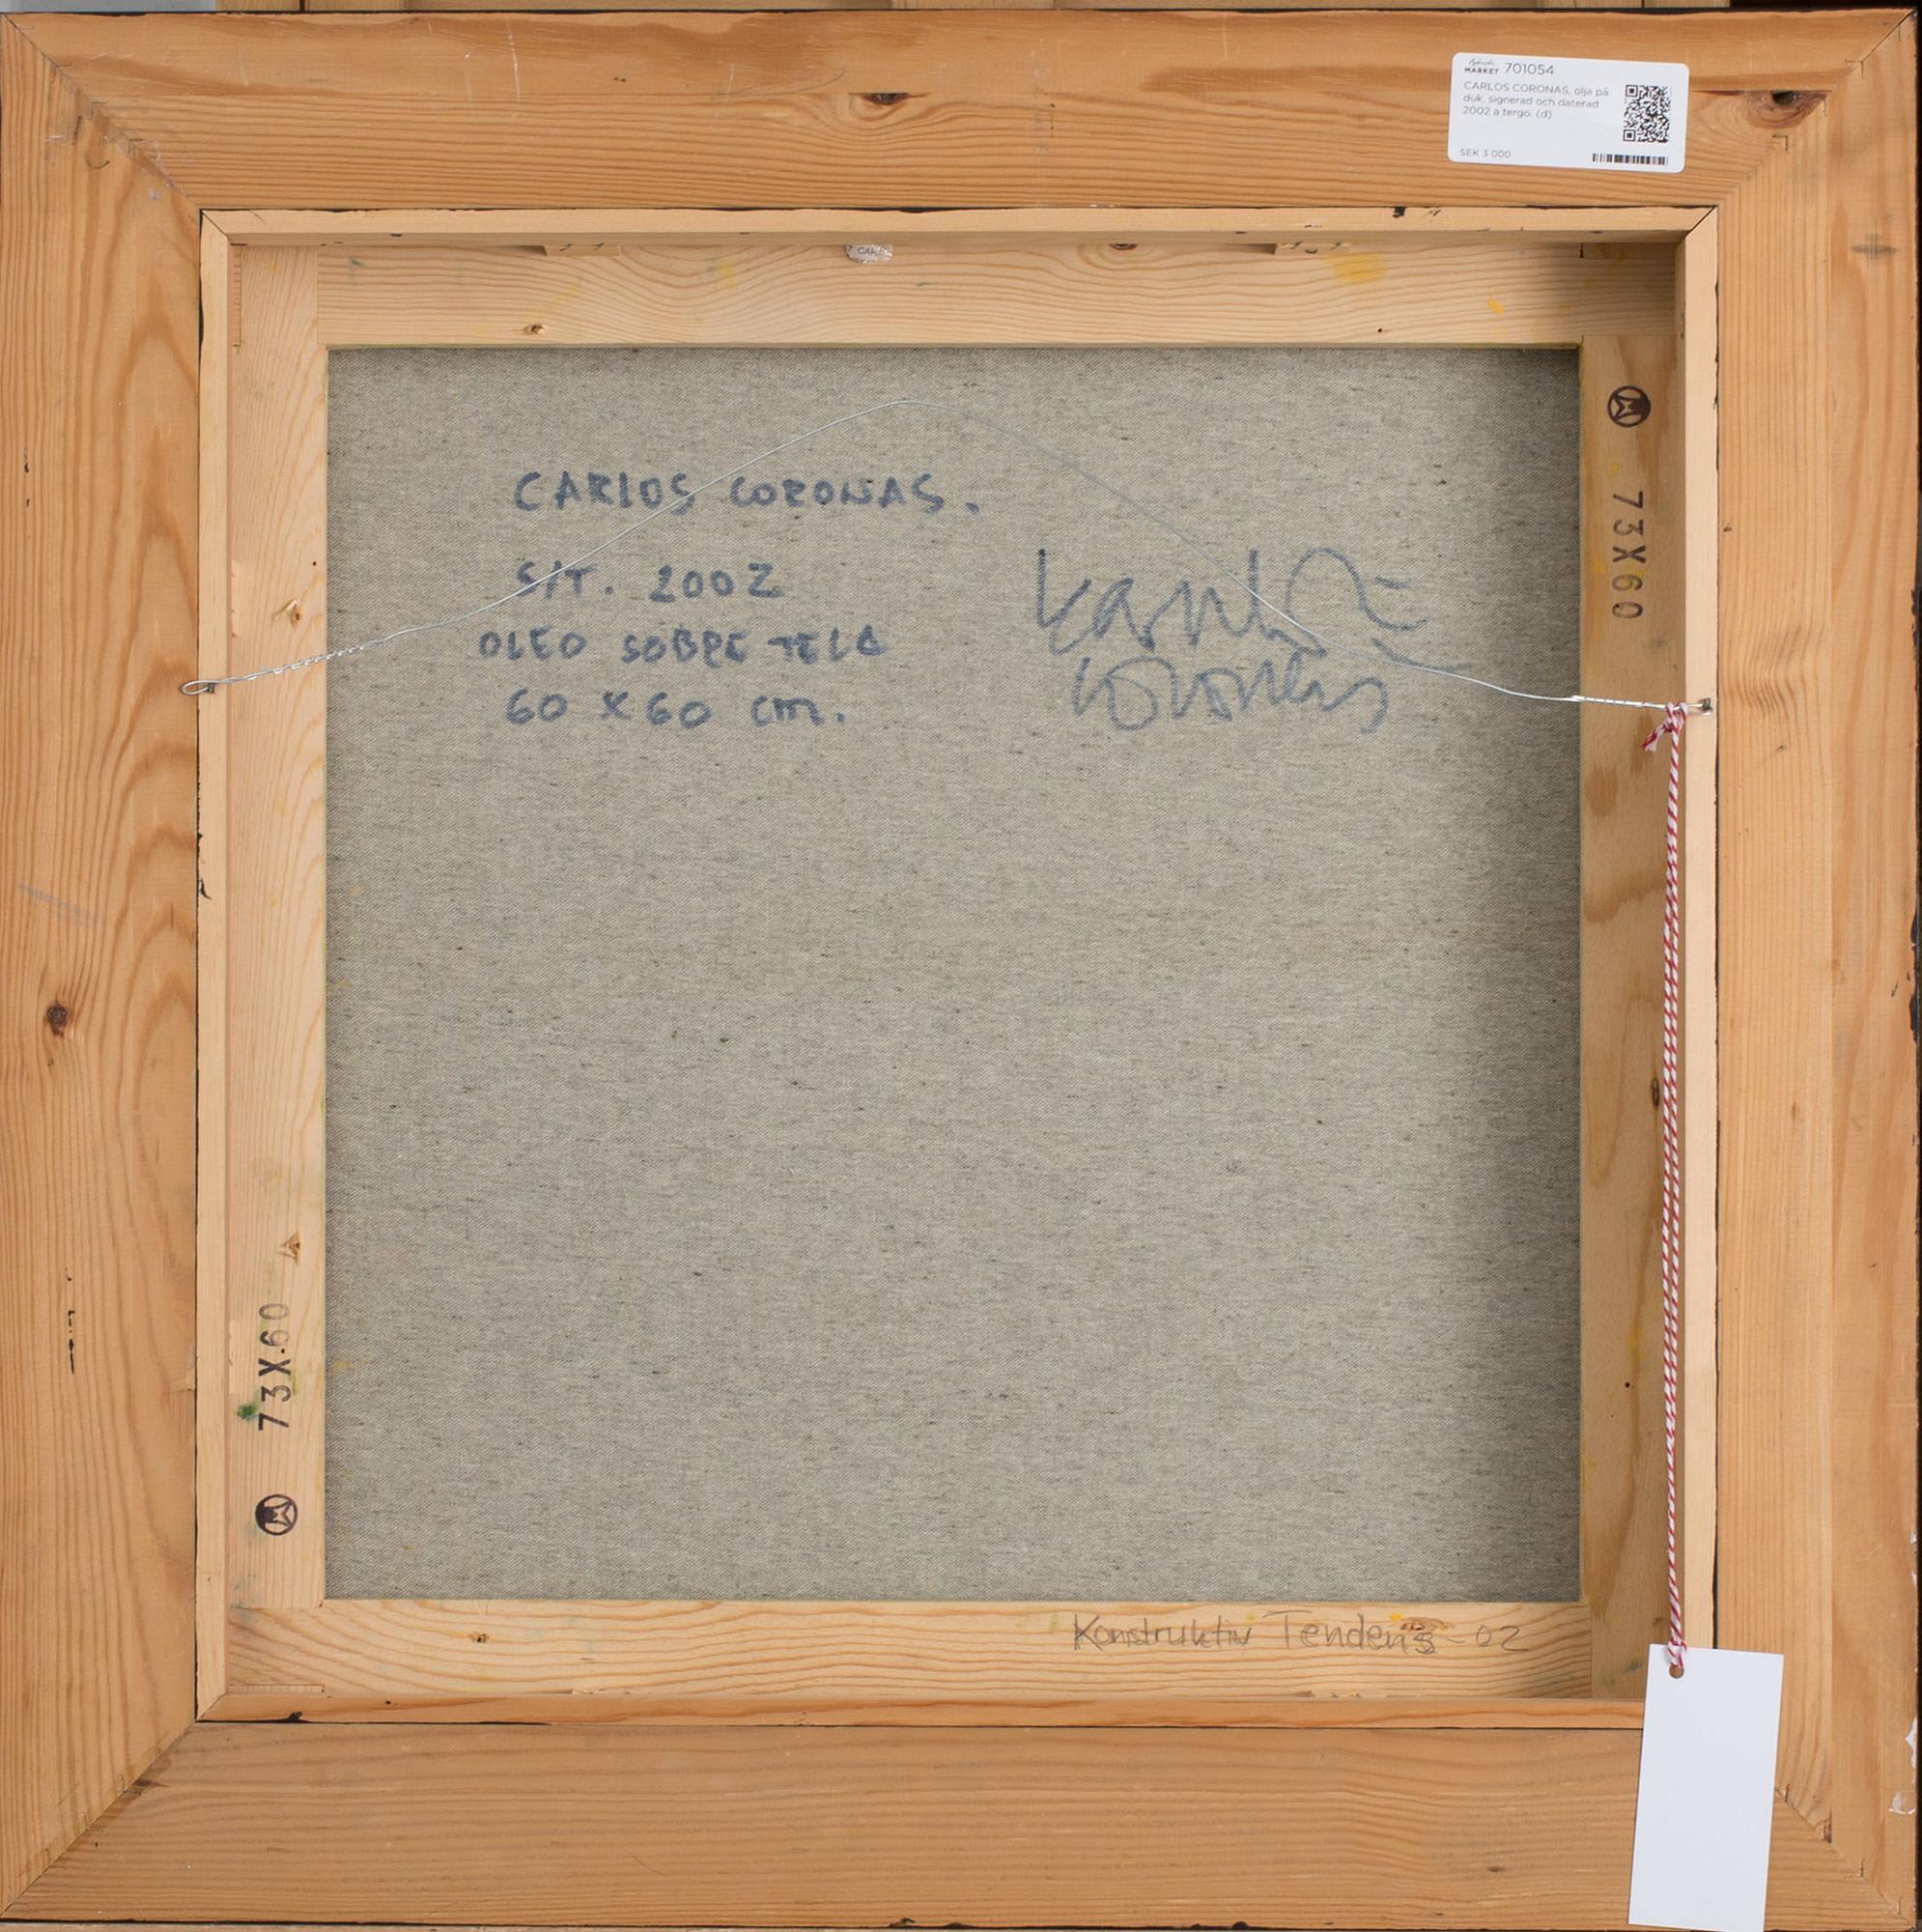 MARKET 701054
CARLOS CORONAS, olja på
duk, signerad och daterad
2002 a tergo. (d)
SEK 3 000
CARLOS CORONAS.
S/T. 2002
OLEO SOBRE TELA
60 X 60 cm.
Coronas
73X60
73X60
Konstruktiv Tendens - 02